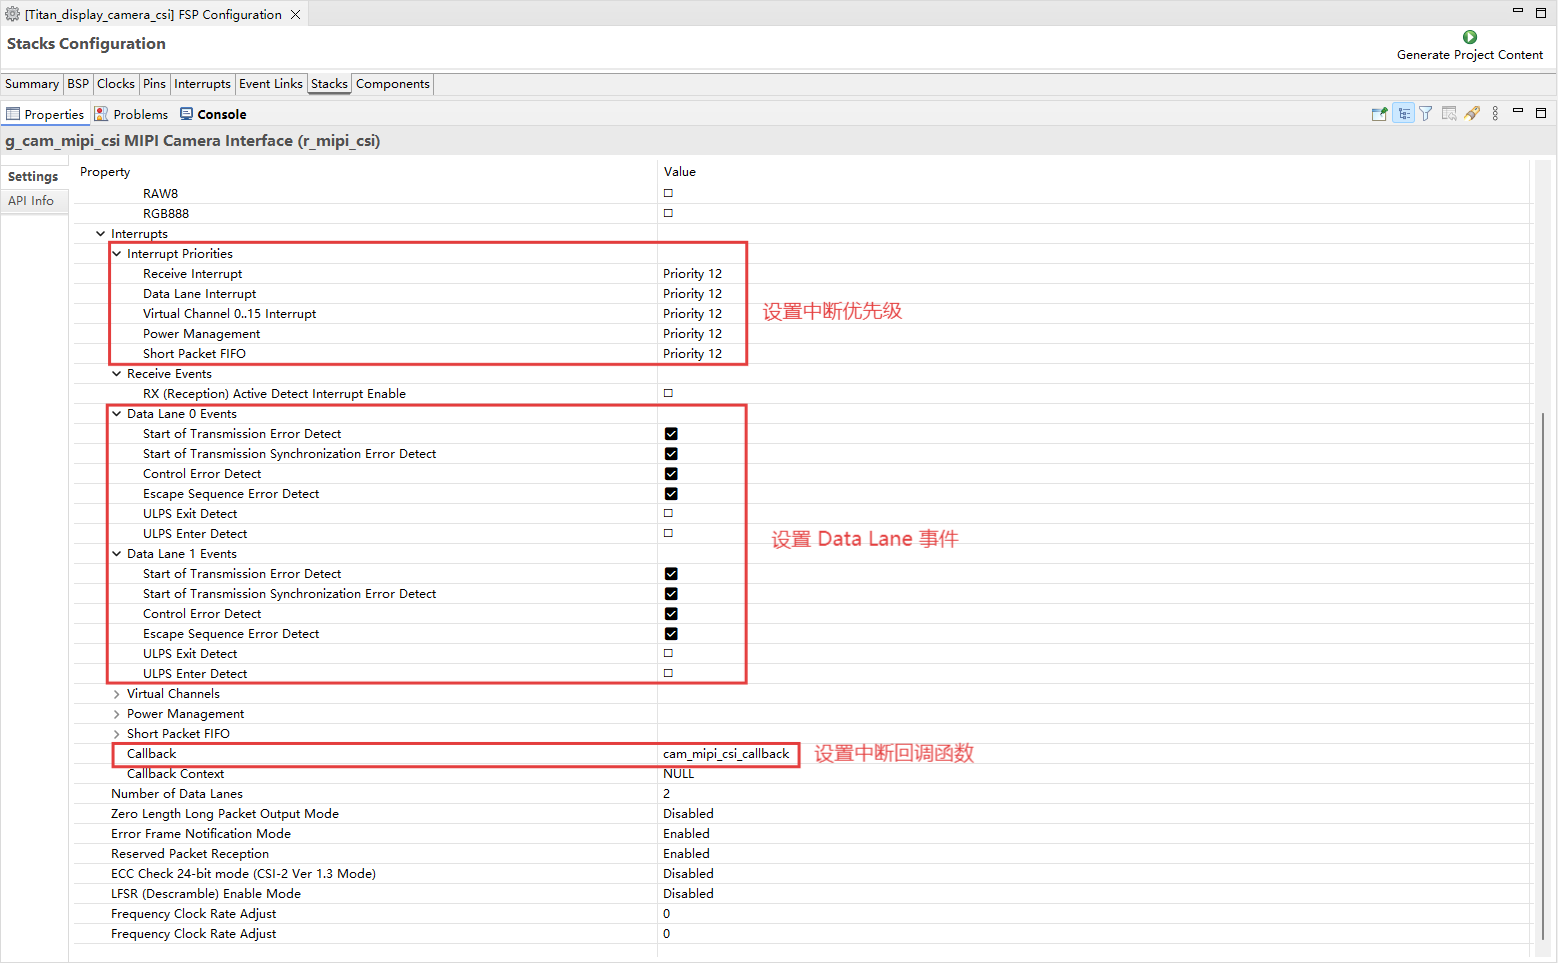 [Titan_display_camera_csi] FSP Configuration
Stacks Configuration
Generate Project Content
Summary BSP Clocks Pins Interrupts Event Links Stacks Components
Properties Problems Console
g_cam_mipi_csi MIPI Camera Interface (r_mipi_csi)
Settings
API Info
Property Value
RAW8
RGB888
Interrupts
Interrupt Priorities
Receive Interrupt Priority 12
Data Lane Interrupt Priority 12
Virtual Channel 0..15 Interrupt Priority 12
设置中断优先级
Power Management Priority 12
Short Packet FIFO Priority 12
Receive Events
RX (Reception) Active Detect Interrupt Enable
Data Lane 0 Events
Start of Transmission Error Detect
Start of Transmission Synchronization Error Detect
Control Error Detect
Escape Sequence Error Detect
ULPS Exit Detect
ULPS Enter Detect
设置 Data Lane 事件
Data Lane 1 Events
Start of Transmission Error Detect
Start of Transmission Synchronization Error Detect
Control Error Detect
Escape Sequence Error Detect
ULPS Exit Detect
ULPS Enter Detect
Virtual Channels
Power Management
Short Packet FIFO
Callback cam_mipi_csi_callback 设置中断回调函数
Callback Context NULL
Number of Data Lanes 2
Zero Length Long Packet Output Mode Disabled
Error Frame Notification Mode Enabled
Reserved Packet Reception Enabled
ECC Check 24-bit mode (CSI-2 Ver 1.3 Mode) Disabled
LFSR (Descramble) Enable Mode Disabled
Frequency Clock Rate Adjust 0
Frequency Clock Rate Adjust 0